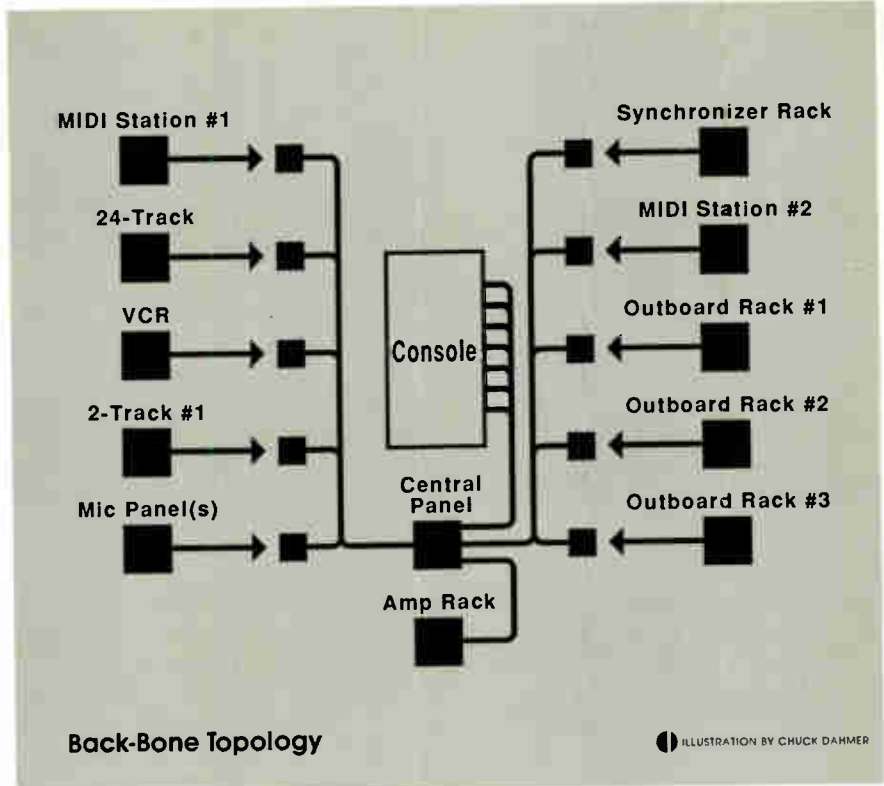 MIDI Station #1
24-Track
VCR
2-Track #1
Mic Panel(s)
Console
Central
Panel
Amp Rack
Synchronizer Rack
MIDI Station #2
Outboard Rack #1
Outboard Rack #2
Outboard Rack #3
Back-Bone Topology
ILLUSTRATION BY CHUCK DAHMER